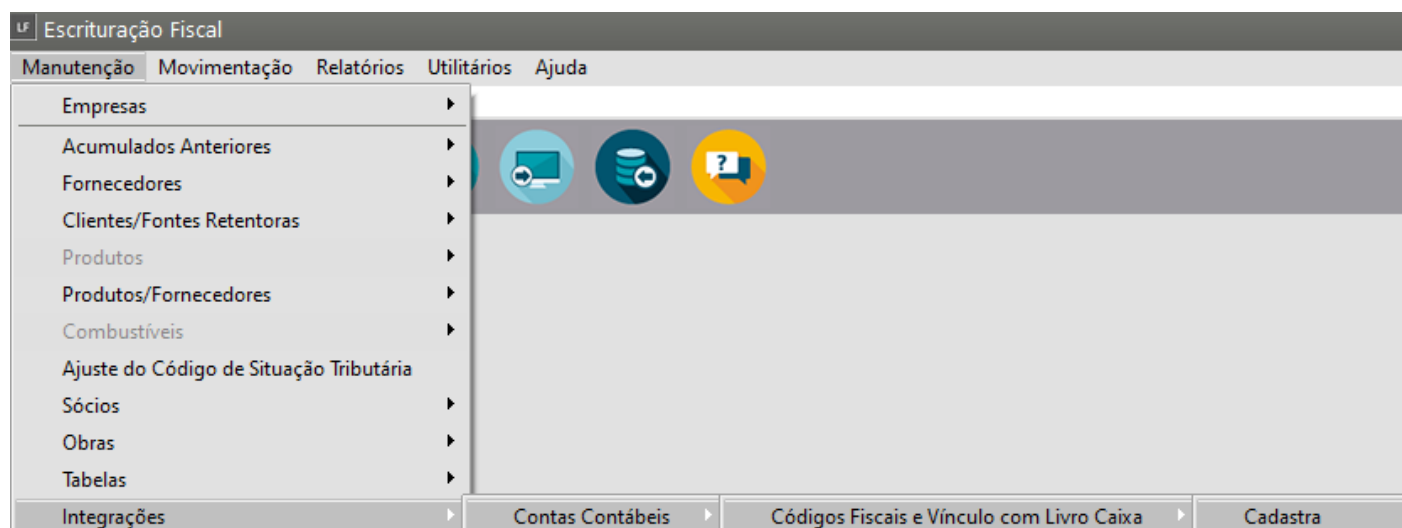 LF Escrituração Fiscal
Manutenção Movimentação Relatórios Utilitários Ajuda
Empresas
Acumulados Anteriores
Fornecedores
Clientes/Fontes Retentoras
Produtos
Produtos/Fornecedores
Combustíveis
Ajuste do Código de Situação Tributária
Sócios
Obras
Tabelas
Integrações Contas Contábeis Códigos Fiscais e Vínculo com Livro Caixa Cadastra
?